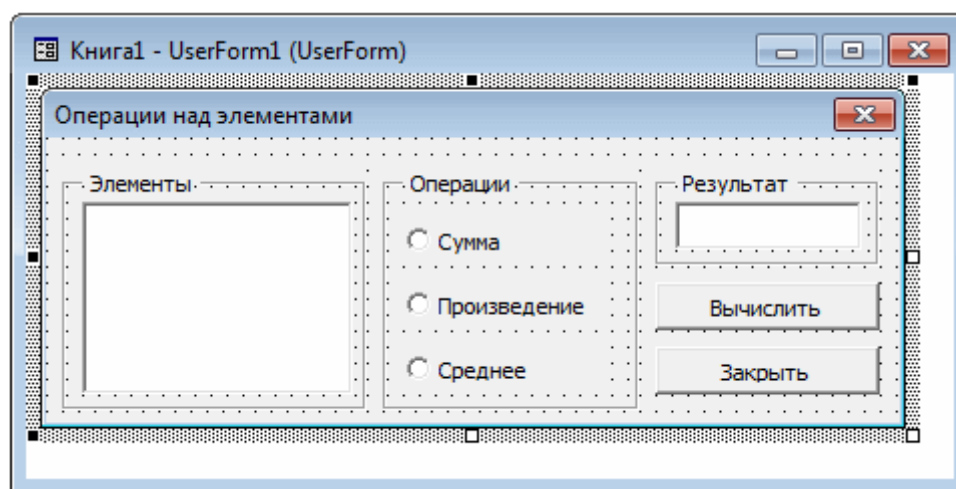 Книга1 - UserForm1 (UserForm)
Операции над элементами
Элементы
Операции
Сумма
Произведение
Среднее
Результат
Вычислить
Закрыть